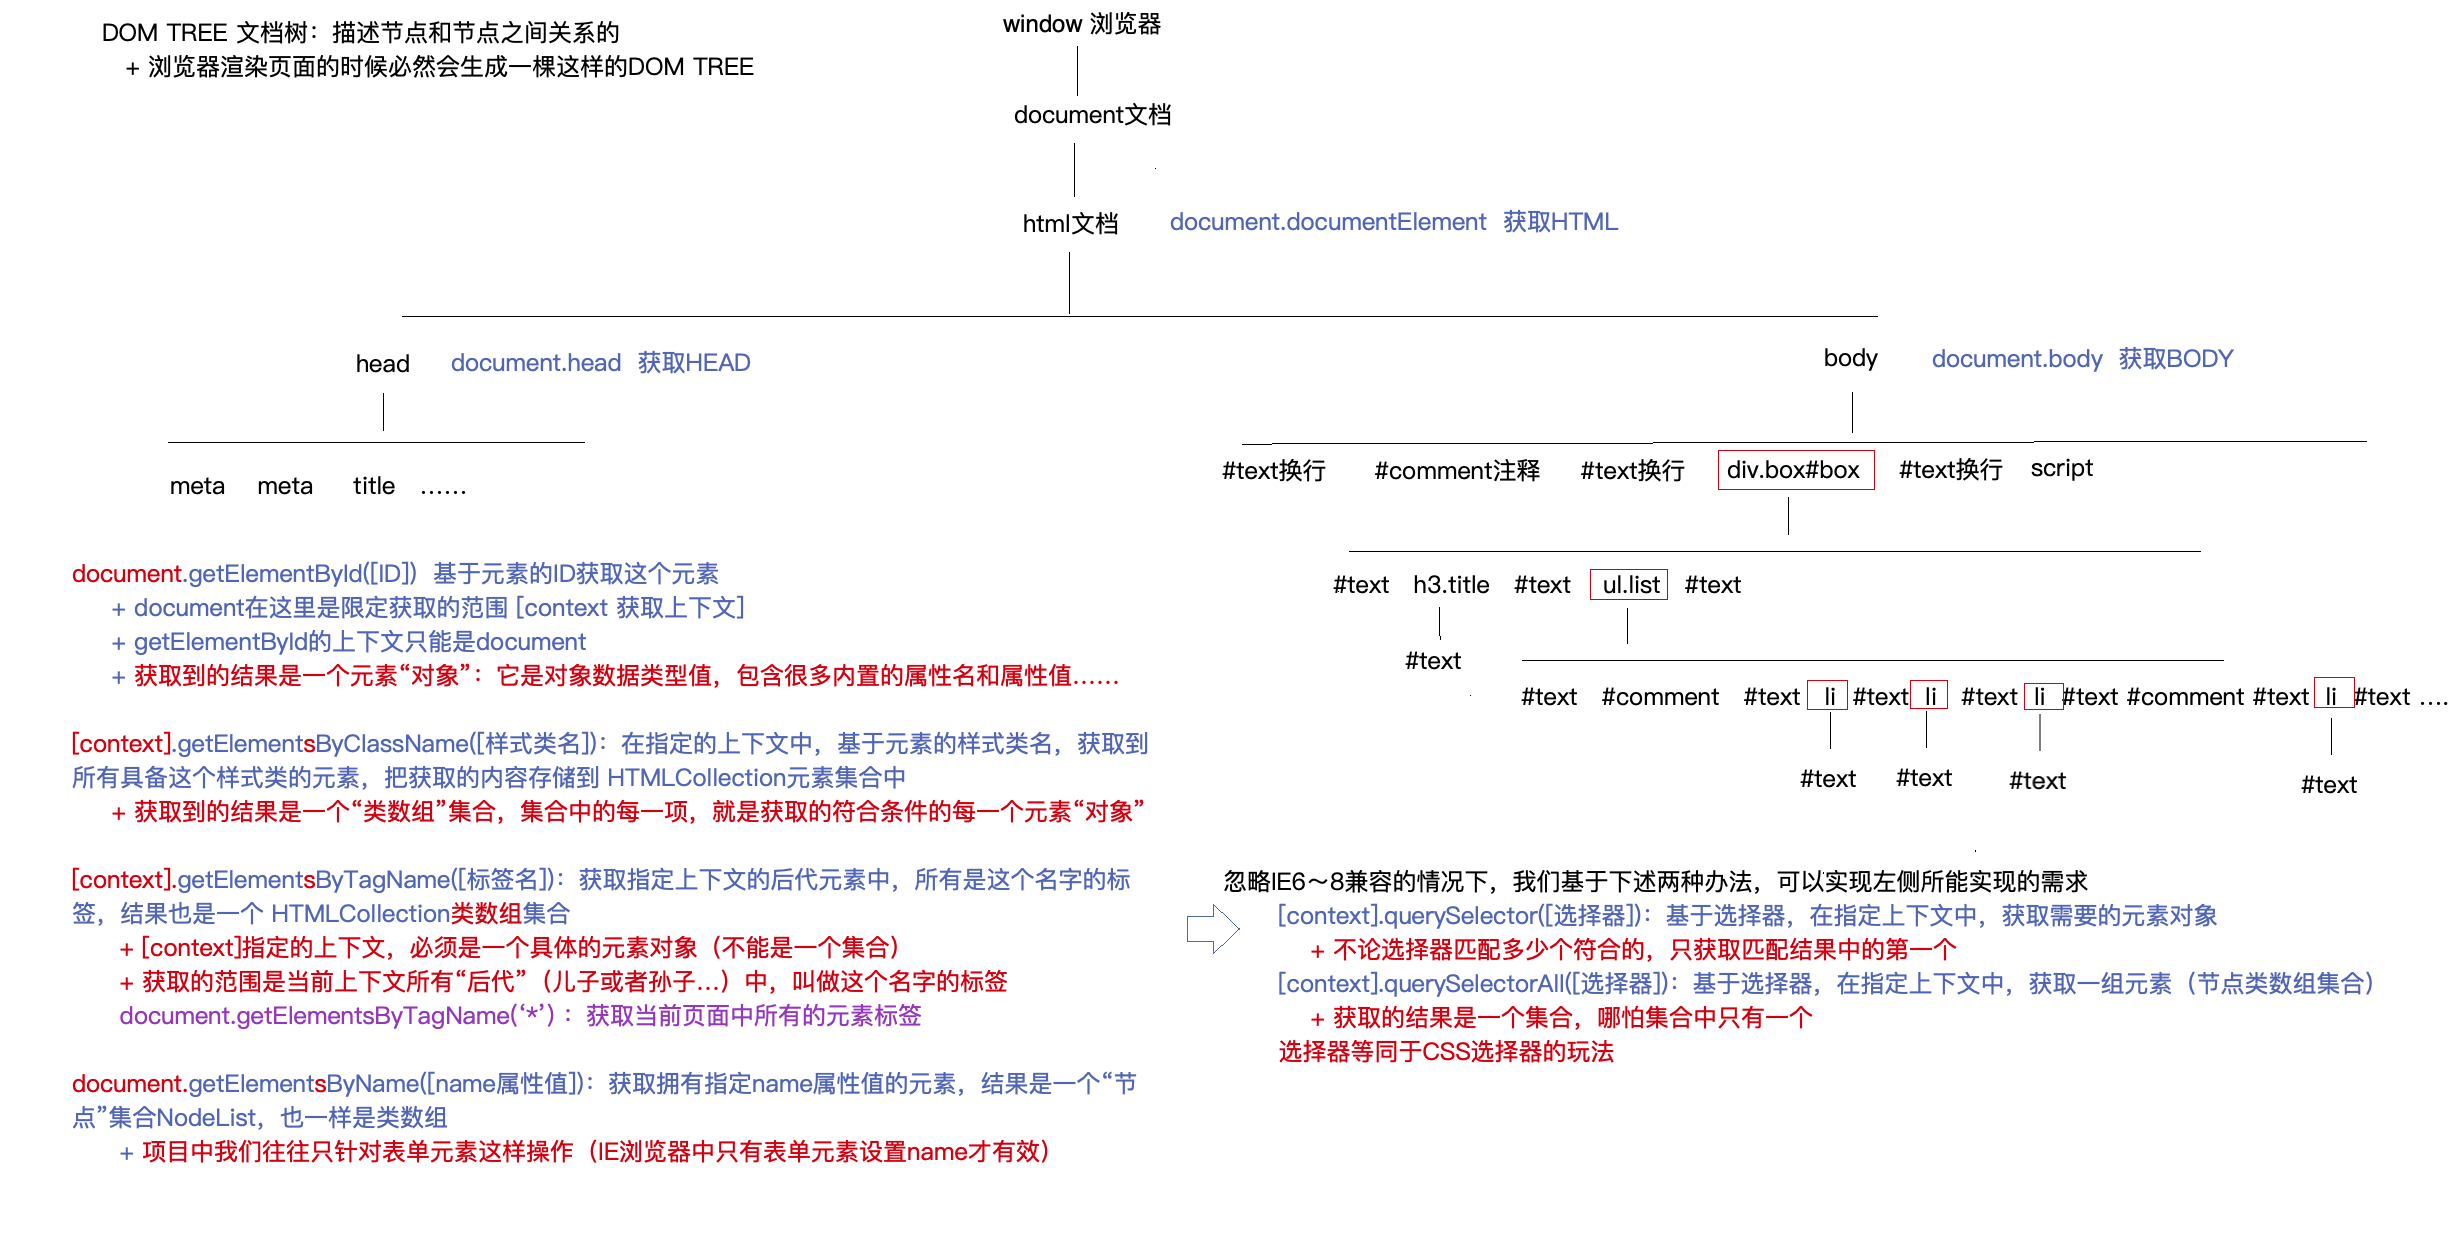 DOM TREE 文档树：描述节点和节点之间关系的
+ 浏览器渲染页面的时候必然会生成一棵这样的DOM TREE
window 浏览器
document文档
html文档 document.documentElement 获取HTML
head document.head 获取HEAD
body document.body 获取BODY
meta meta title ……
#text换行 #comment注释 #text换行 div.box#box #text换行 script
#text h3.title #text ul.list #text
#text
#text #comment #text li #text li #text li #text #comment #text li #text ….
#text #text #text #text
document.getElementById([ID]) 基于元素的ID获取这个元素
+ document在这里是限定获取的范围 [context 获取上下文]
+ getElementById的上下文只能是document
+ 获取到的结果是一个元素“对象”：它是对象数据类型值，包含很多内置的属性名和属性值……
[context].getElementsByClassName([样式类名])：在指定的上下文中，基于元素的样式类名，获取到
所有具备这个样式类的元素，把获取的内容存储到 HTMLCollection元素集合中
+ 获取到的结果是一个“类数组”集合，集合中的每一项，就是获取的符合条件的每一个元素“对象”
[context].getElementsByTagName([标签名])：获取指定上下文的后代元素中，所有是这个名字的标
签，结果也是一个 HTMLCollection类数组集合
+ [context]指定的上下文，必须是一个具体的元素对象（不能是一个集合）
+ 获取的范围是当前上下文所有“后代”（儿子或者孙子…）中，叫做这个名字的标签
document.getElementsByTagName(‘*’)：获取当前页面中所有的元素标签
document.getElementsByName([name属性值])：获取拥有指定name属性值的元素，结果是一个“节
点”集合NodeList，也一样是类数组
+ 项目中我们往往只针对表单元素这样操作（IE浏览器中只有表单元素设置name才有效）
忽略IE6～8兼容的情况下，我们基于下述两种办法，可以实现左侧所能实现的需求
[context].querySelector([选择器])：基于选择器，在指定上下文中，获取需要的元素对象
+ 不论选择器匹配多少个符合的，只获取匹配结果中的第一个
[context].querySelectorAll([选择器])：基于选择器，在指定上下文中，获取一组元素（节点类数组集合）
+ 获取的结果是一个集合，哪怕集合中只有一个
选择器等同于CSS选择器的玩法